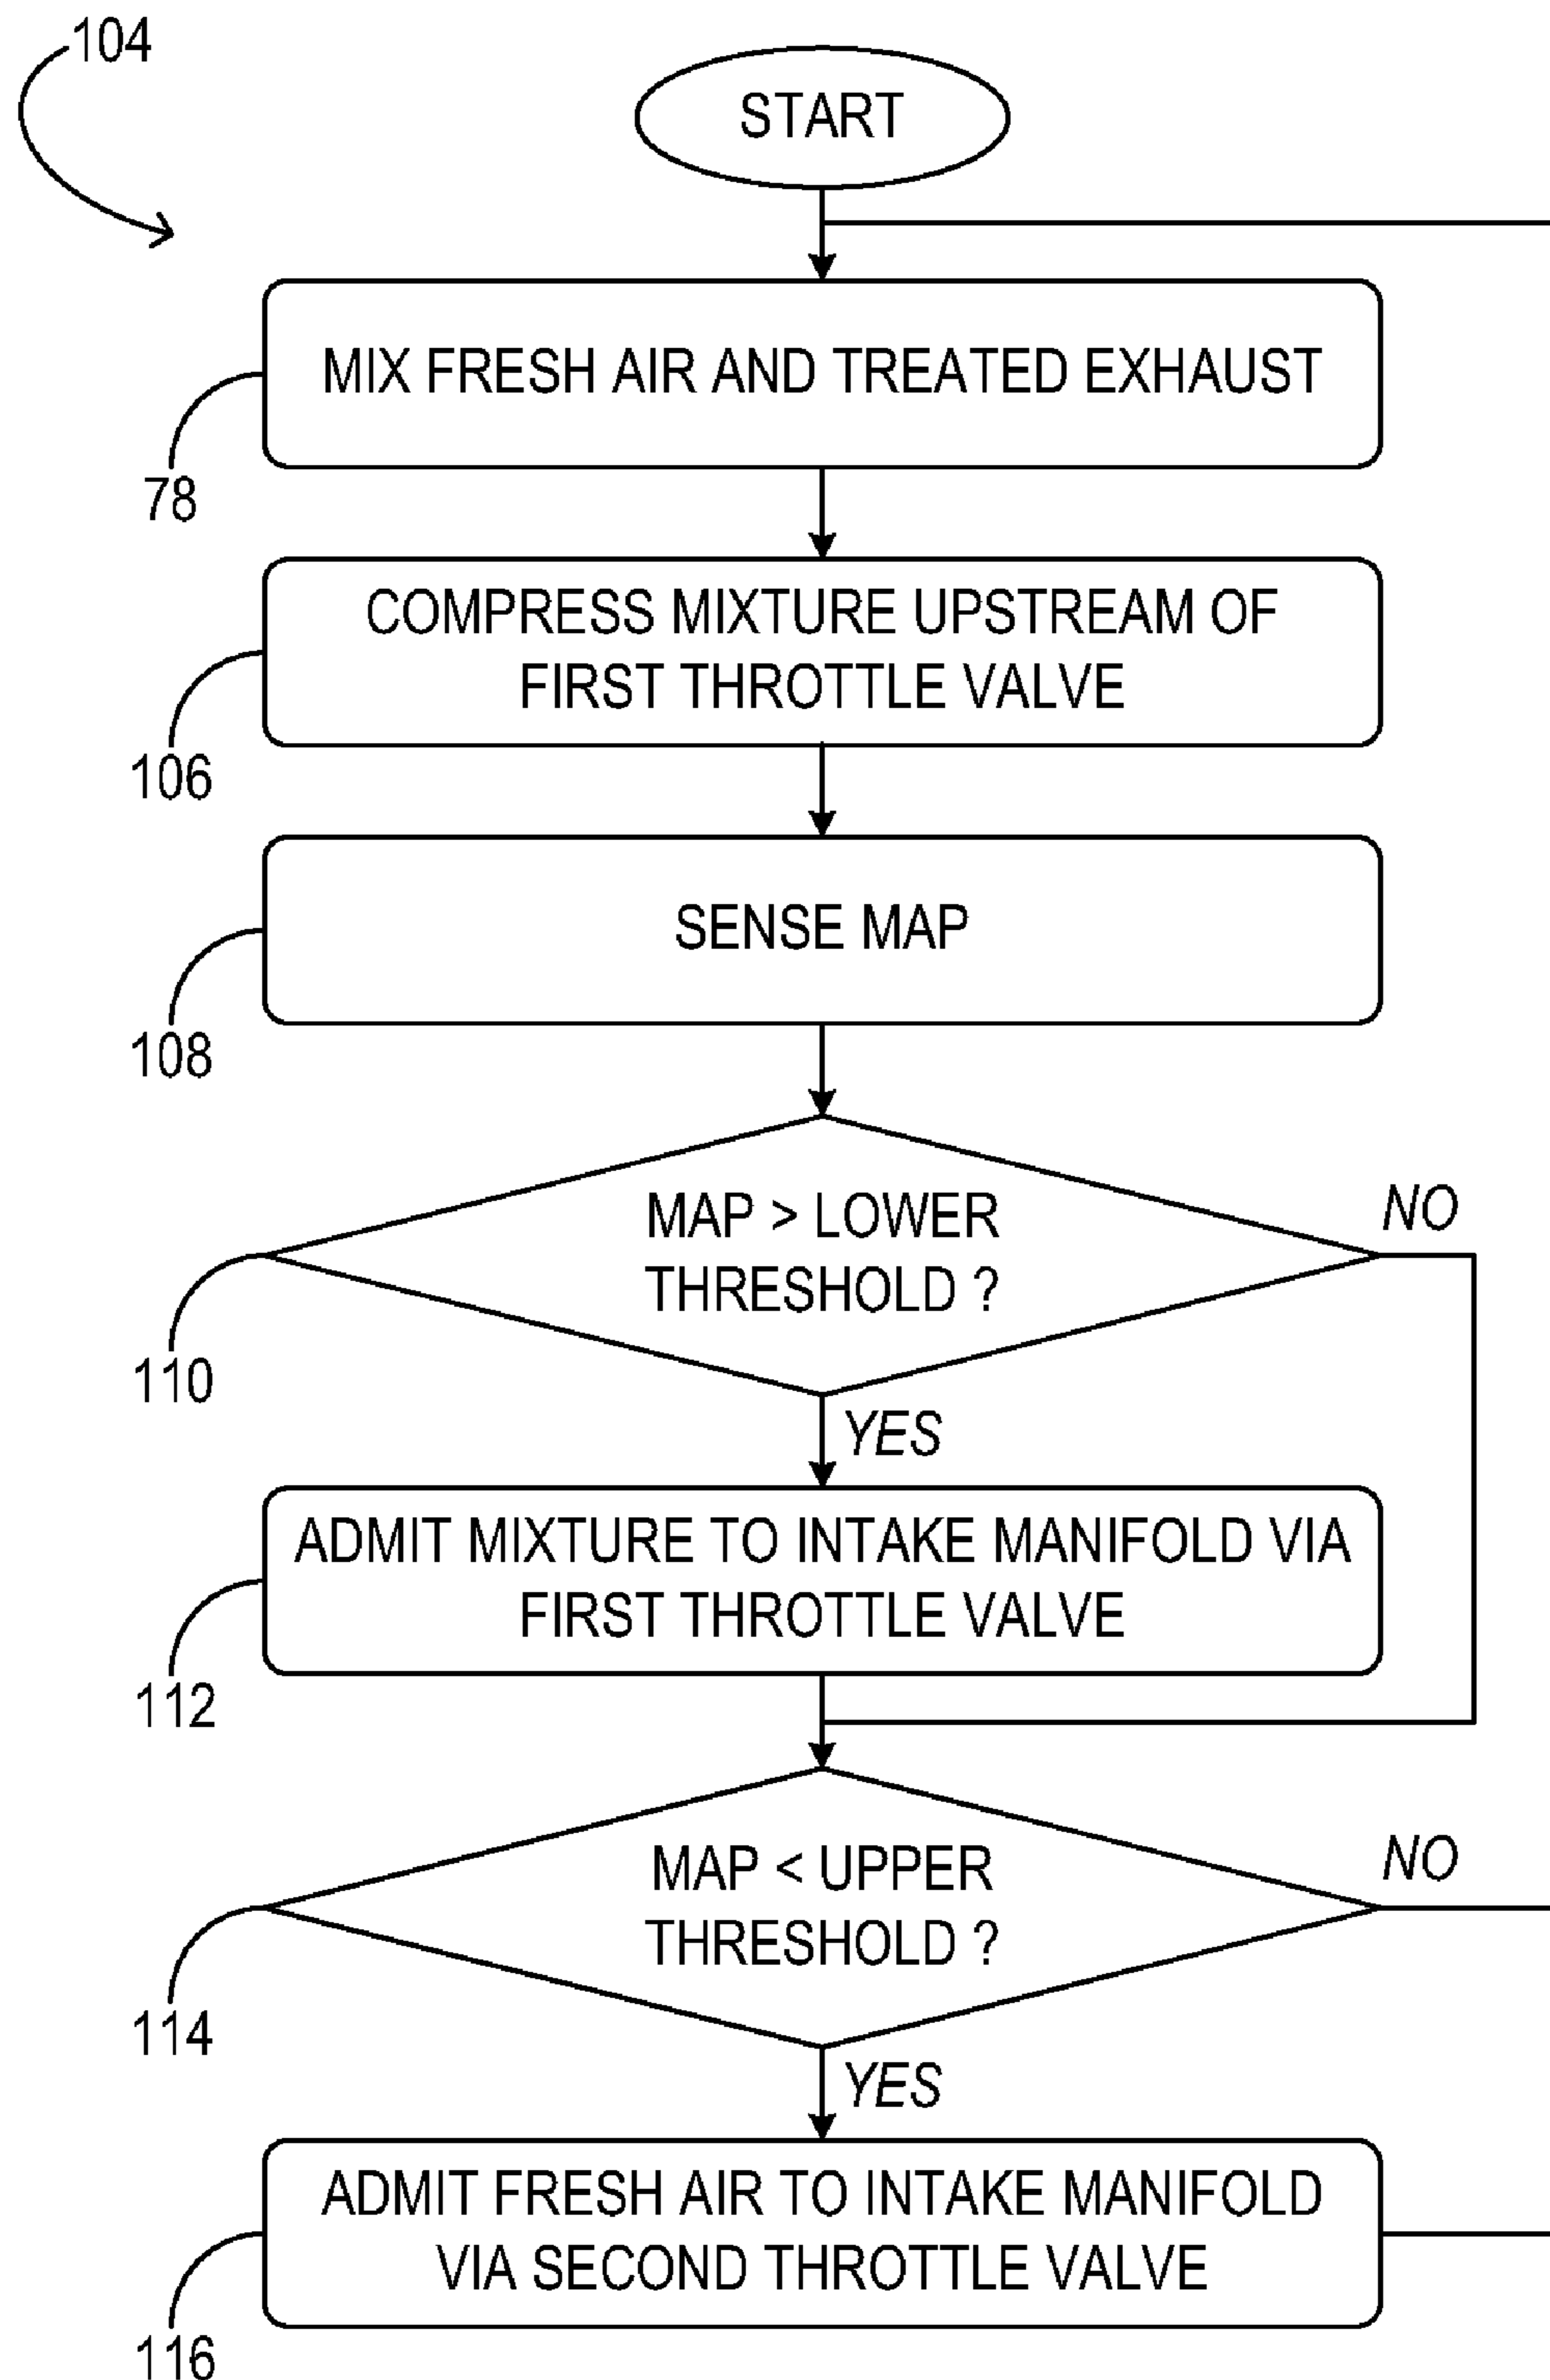 104
START
MIX FRESH AIR AND TREATED EXHAUST
78
COMPRESS MIXTURE UPSTREAM OF
FIRST THROTTLE VALVE
106
SENSE MAP
108
MAP > LOWER
THRESHOLD ?
NO
110
YES
ADMIT MIXTURE TO INTAKE MANIFOLD VIA
FIRST THROTTLE VALVE
112
MAP < UPPER
THRESHOLD ?
NO
114
YES
ADMIT FRESH AIR TO INTAKE MANIFOLD
VIA SECOND THROTTLE VALVE
116